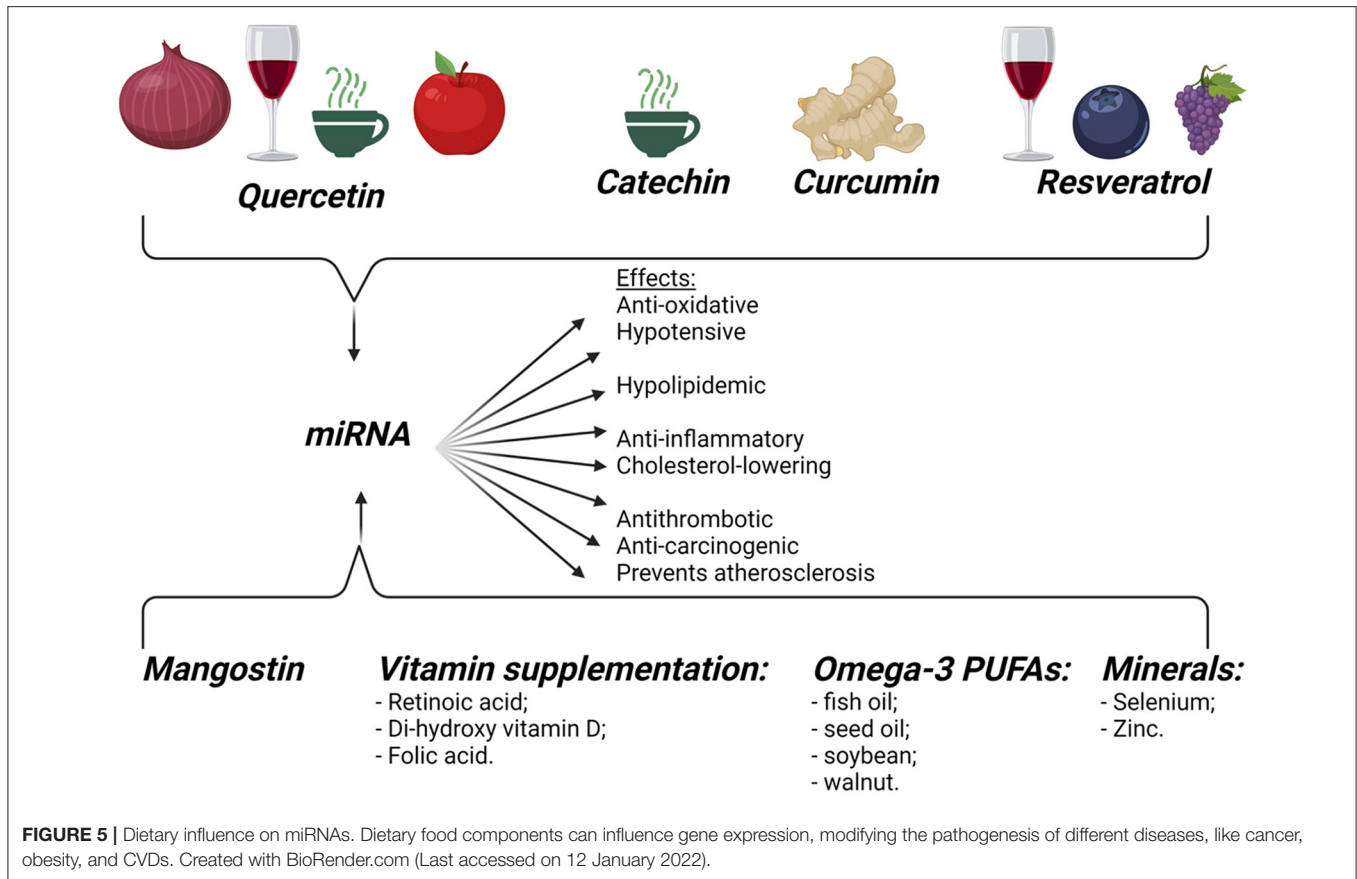 Quercetin
Catechin
Curcumin
Resveratrol
Effects:
Anti-oxidative
Hypotensive
Hypolipidemic
miRNA
Anti-inflammatory
Cholesterol-lowering
Antithrombotic
Anti-carcinogenic
Prevents atherosclerosis
Mangostin
Vitamin supplementation:
- Retinoic acid;
- Di-hydroxy vitamin D;
- Folic acid.
Omega-3 PUFAs:
- fish oil;
- seed oil;
- soybean;
- walnut.
Minerals:
- Selenium;
- Zinc.
FIGURE 5 | Dietary influence on miRNAs. Dietary food components can influence gene expression, modifying the pathogenesis of different diseases, like cancer,
obesity, and CVDs. Created with BioRender.com (Last accessed on 12 January 2022).